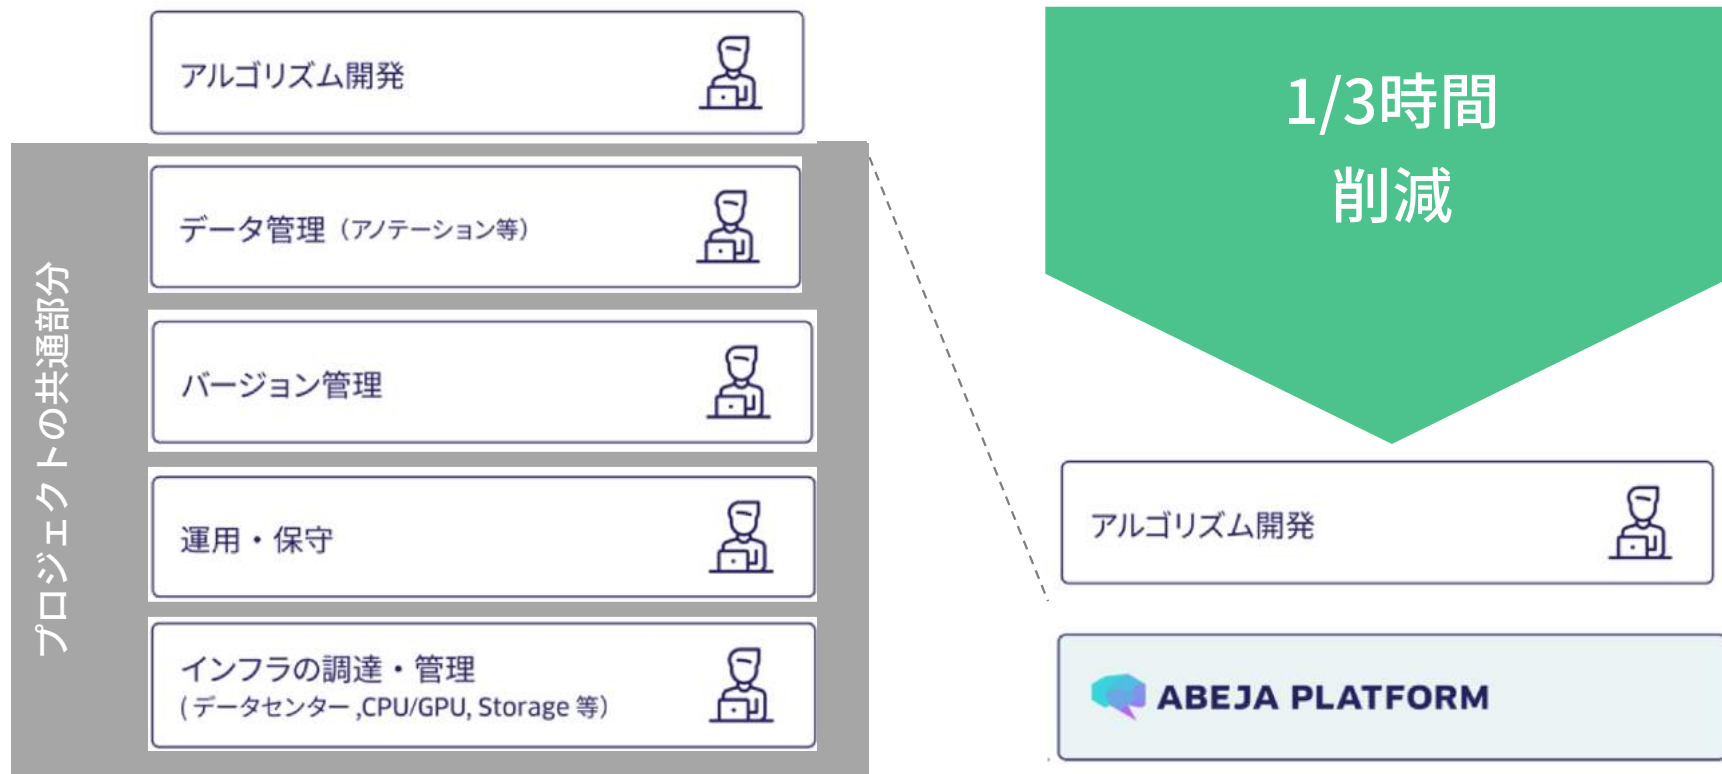 アルゴリズム開発
プロジェクトの共通部分
データ管理（アノテーション等）
バージョン管理
運用・保守
インフラの調達・管理
(データセンター,CPU/GPU, Storage 等)
1/3時間
削減
アルゴリズム開発
ABEJA PLATFORM